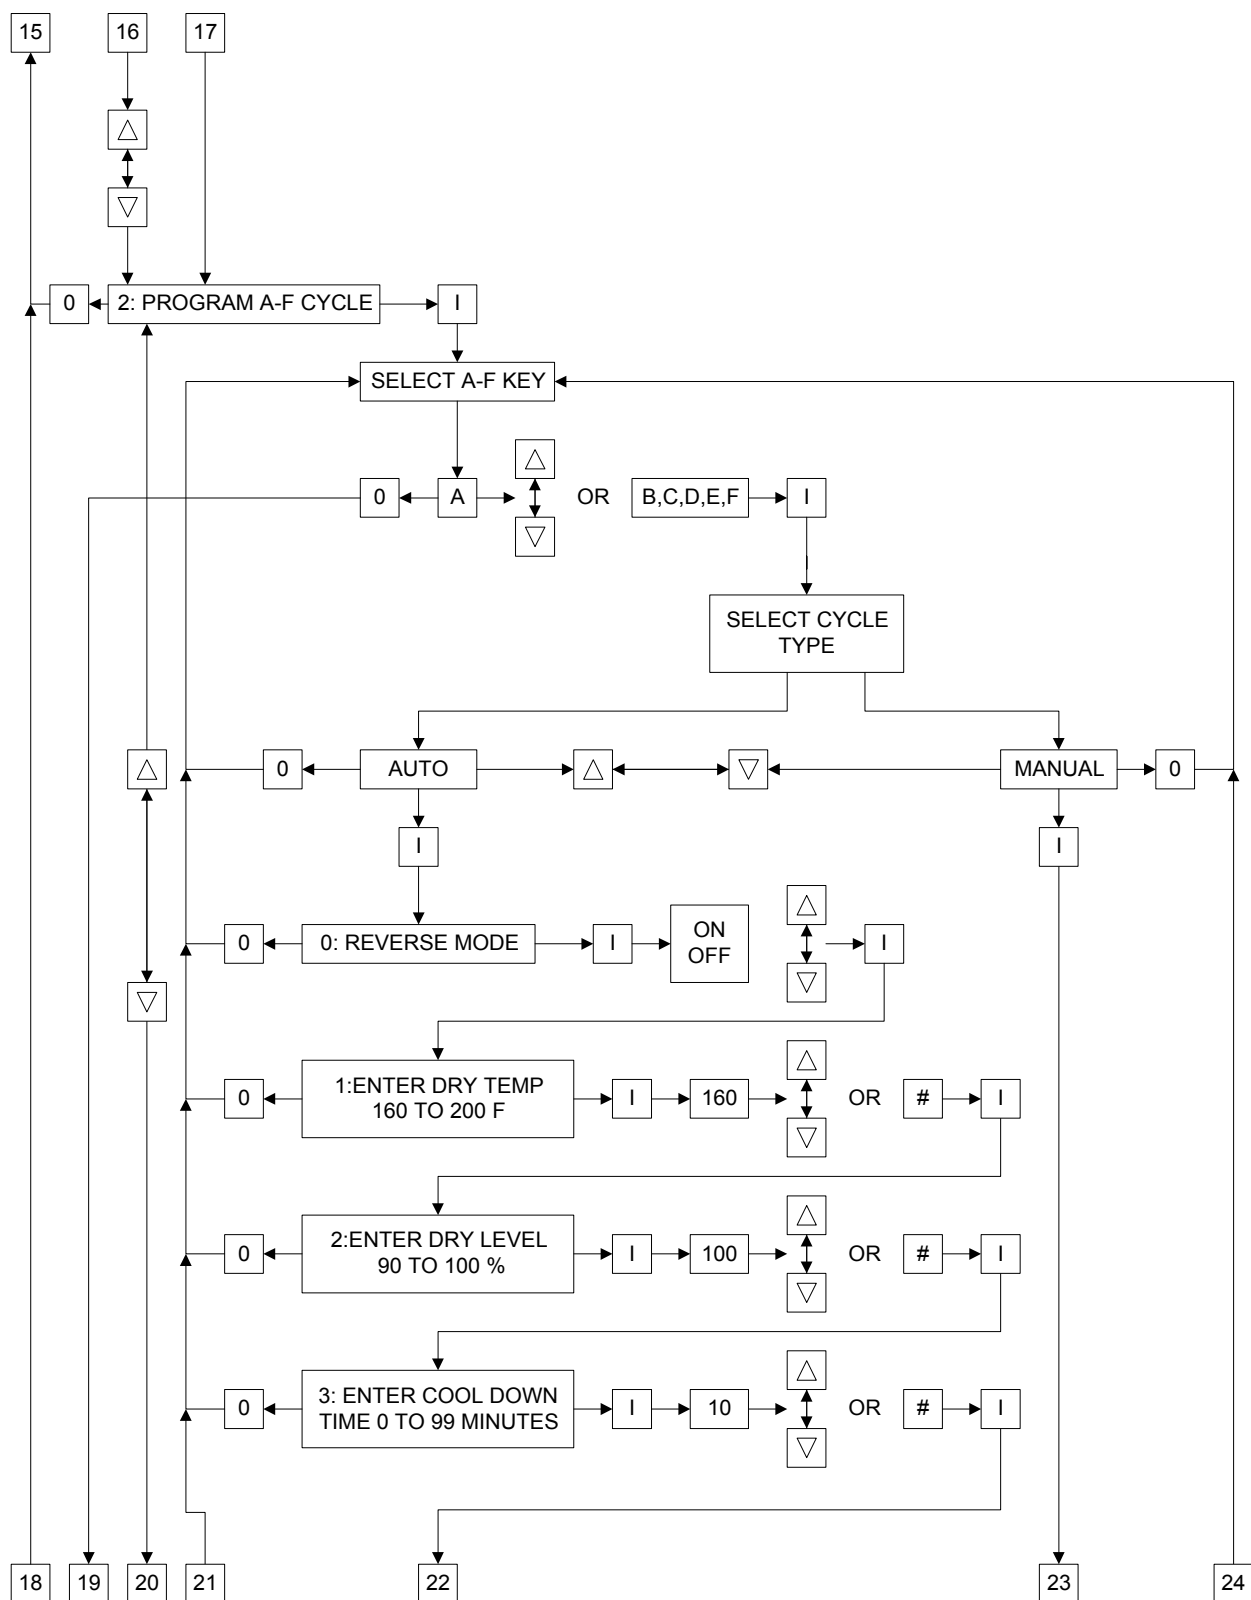 15 16 17
0 2: PROGRAM A-F CYCLE I
SELECT A-F KEY
0 A OR B,C,D,E,F I
I
SELECT CYCLE
TYPE
0 AUTO MANUAL 0
I I
0 0: REVERSE MODE I ON I
OFF
0 1:ENTER DRY TEMP I 160 OR # I
160 TO 200 F
0 2:ENTER DRY LEVEL I 100 OR # I
90 TO 100 %
0 3: ENTER COOL DOWN I 10 OR # I
TIME 0 TO 99 MINUTES
18 19 20 21 22 23 24